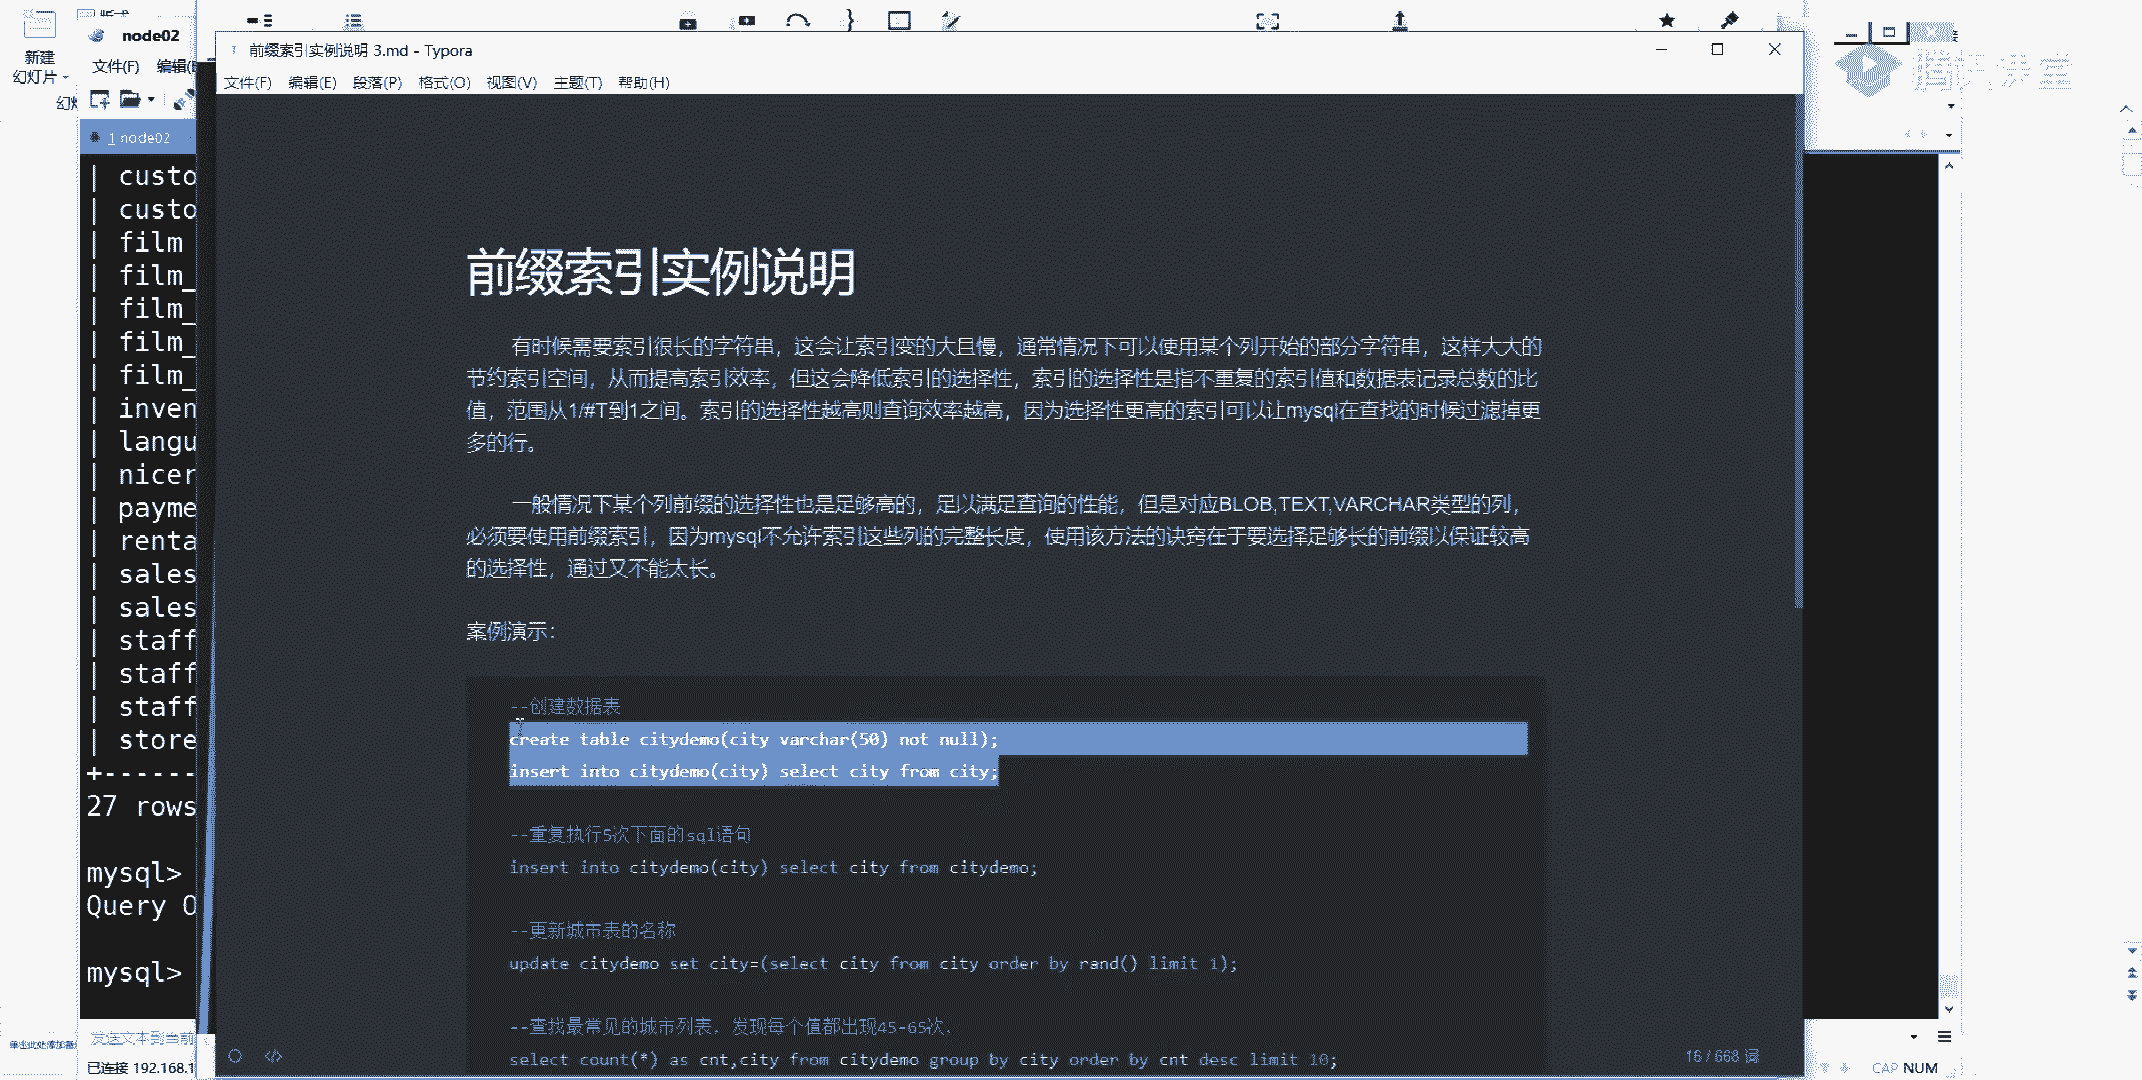 新建
幻灯片
node02
文件(F)
1 node02
custo
custo
film
film_
film_
film_
film_
inven
langu
nicer
payme
renta
sales
sales
staff
staff
staff
store
+------
27 rows
mysql>
Query O
mysql>
已连接 192.168.1
前缀索引实例说明 3.md - Typora
文件(F) 编辑(E) 段落(P) 格式(O) 视图(V) 主题(T) 帮助(H)
前缀索引实例说明
有时候需要索引很长的字符串，这会让索引变的大且慢，通常情况下可以使用某个列开始的部分字符串，这样大大的
节约索引空间，从而提高索引效率，但这会降低索引的选择性，索引的选择性是指不重复的索引值和数据表记录总数的比
值，范围从1/#T到1之间。索引的选择性越高则查询效率越高，因为选择性更高的索引可以让mysql在查找的时候过滤掉更
多的行。
一般情况下某个列前缀的选择性也是足够高的，足以满足查询的性能，但是对应BLOB,TEXT,VARCHAR类型的列，
必须要使用前缀索引，因为mysql不允许索引这些列的完整长度，使用该方法的诀窍在于要选择足够长的前缀以保证较高
的选择性，通过又不能太长。
案例演示：
--创建数据表
create table citydemo(city varchar(50) not null);
insert into citydemo(city) select city from city;
--重复执行5次下面的sql语句
insert into citydemo(city) select city from citydemo;
--更新城市表的名称
update citydemo set city=(select city from city order by rand() limit 1);
--查找最常见的城市列表，发现每个值都出现45-65次，
select count(*) as cnt,city from citydemo group by city order by cnt desc limit 10;
16 / 668 词
腾讯课堂
CAP NUM